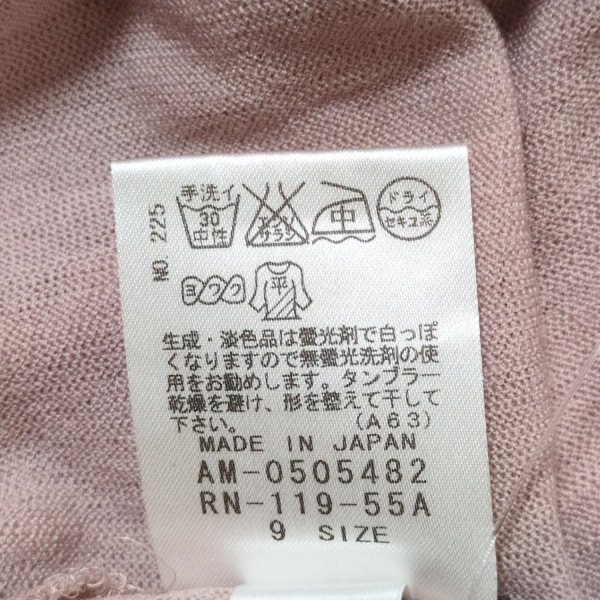 NO. 225
手洗イ
30
中性
エンソ
サラシ
中
ドライ
セキユ系
ヨワク
平
生成・淡色品は螢光剤で白っぽ
くなりますので無螢光洗剤の使
用をお勧めします。タンブラー
乾燥を避け、形を整えて干して
下さい。 (A63)
MADE IN JAPAN
AM-0505482
RN-119-55A
9 SIZE